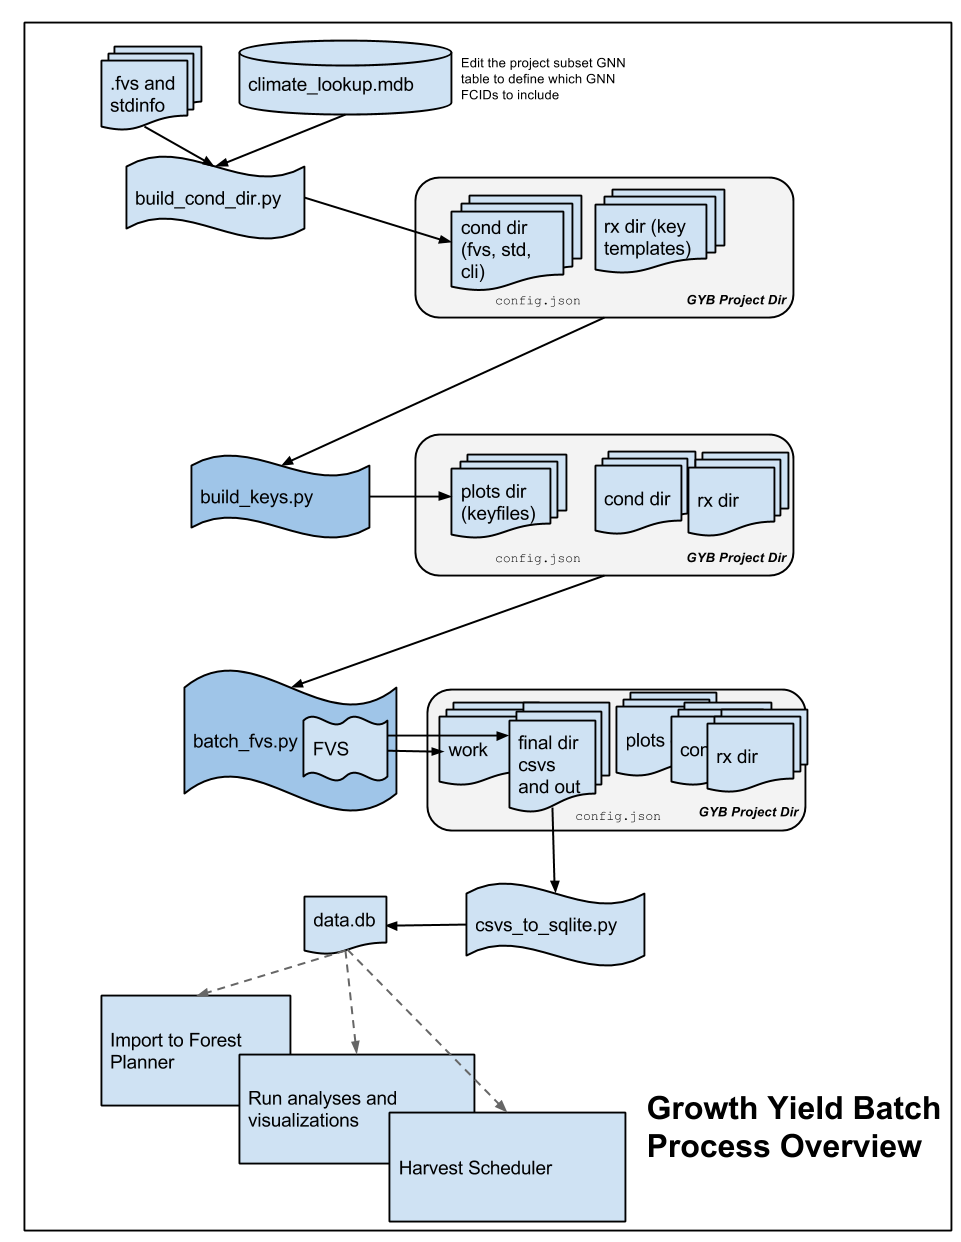 .fvs and
stdinfo
climate_lookup.mdb
Edit the project subset GNN
table to define which GNN
FCIDs to include
build_cond_dir.py
cond dir
(fvs, std,
cli)
rx dir (key
templates)
config.json
GYB Project Dir
build_keys.py
plots dir
(keyfiles)
cond dir
rx dir
config.json
GYB Project Dir
batch_fvs.py
FVS
work
final dir
csvs
and out
plots
con
rx dir
config.json
GYB Project Dir
data.db
csvs_to_sqlite.py
Import to Forest
Planner
Run analyses and
visualizations
Harvest Scheduler
Growth Yield Batch
Process Overview